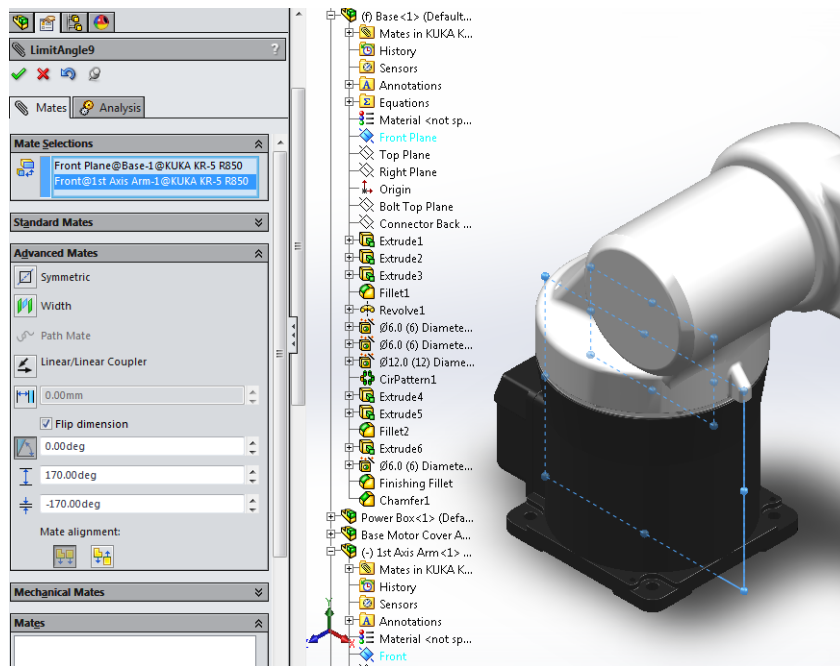 LimitAngle9
?
Mates
Analysis
Mate Selections
Front Plane@Base-1@KUKA KR-5 R850
Front@1st Axis Arm-1@KUKA KR-5 R850
Standard Mates
Advanced Mates
Symmetric
Width
Path Mate
Linear/Linear Coupler
0.00mm
Flip dimension
0.00deg
170.00deg
-170.00deg
Mate alignment:
Mechanical Mates
Mates
(f) Base<1> (Default...
Mates in KUKA K...
History
Sensors
Annotations
Equations
Material <not sp...
Front Plane
Top Plane
Right Plane
Origin
Bolt Top Plane
Connector Back ...
Extrude1
Extrude2
Extrude3
Fillet1
Revolve1
Ø6.0 (6) Diamete...
Ø6.0 (6) Diamete...
Ø12.0 (12) Diame...
CirPattern1
Extrude4
Extrude5
Fillet2
Extrude6
Ø6.0 (6) Diamete...
Finishing Fillet
Chamfer1
Power Box<1> (Defa...
Base Motor Cover A...
(-) 1st Axis Arm<1> ...
Mates in KUKA K...
History
Sensors
Annotations
Material <not sp...
Front